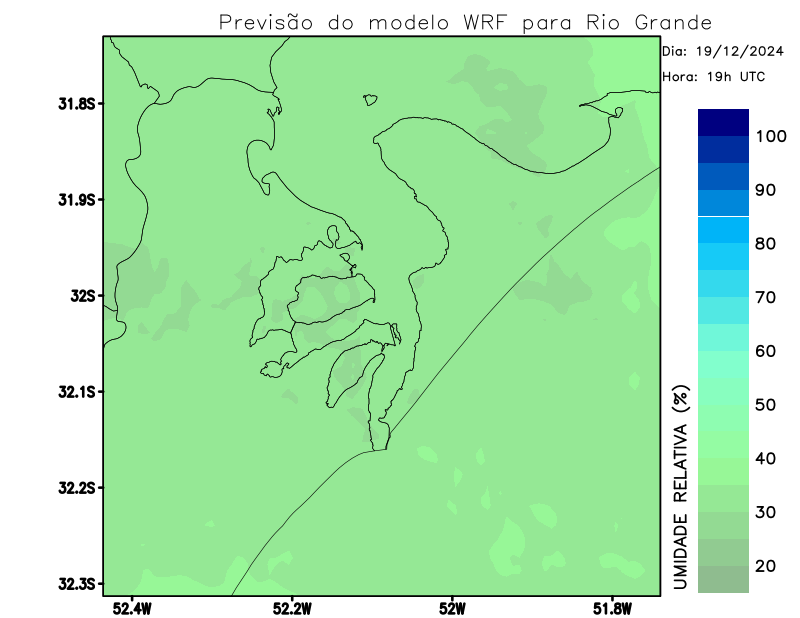 Previsão do modelo WRF para Rio Grande
Dia: 19/12/2024
Hora: 19h UTC
31.8S
31.9S
32S
32.1S
32.2S
32.3S
52.4W
52.2W
52W
51.8W
100
90
80
70
60
50
40
30
20
UMIDADE RELATIVA (%)